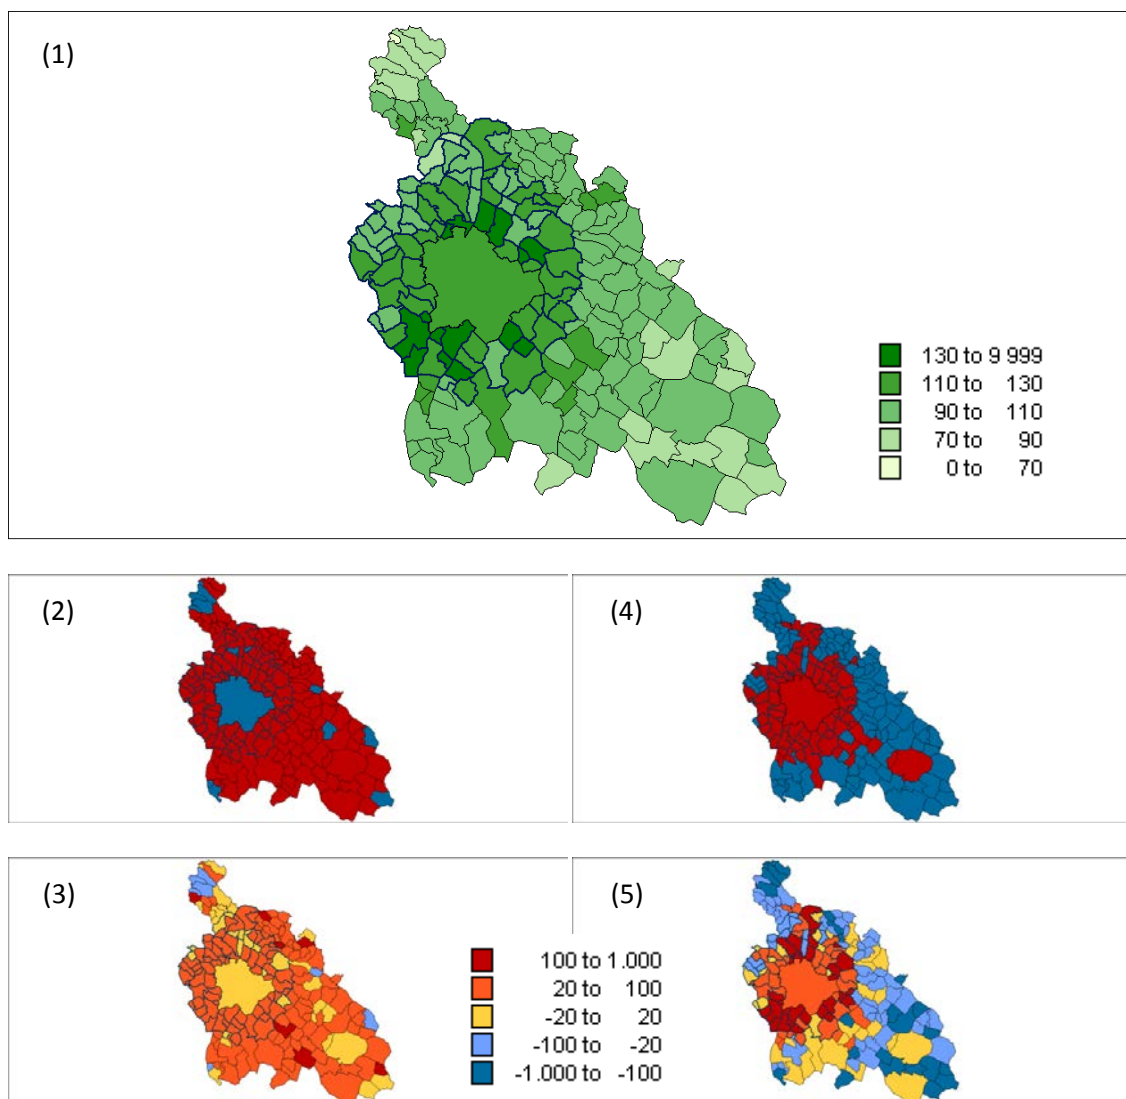 (1)
130 to 9 999
110 to 130
90 to 110
70 to 90
0 to 70
(2)
(4)
(3)
(5)
100 to 1.000
20 to 100
-20 to 20
-100 to -20
-1.000 to -100